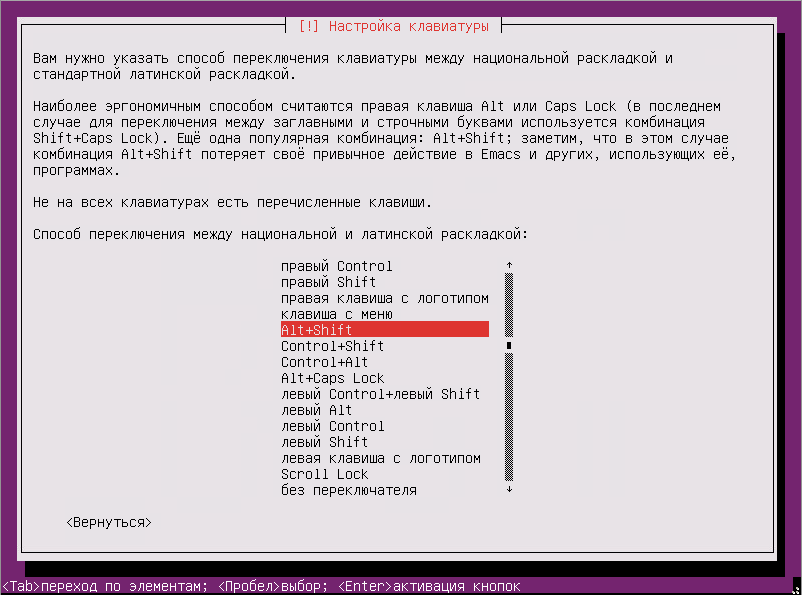 [!] Настройка клавиатуры
Вам нужно указать способ переключения клавиатуры между национальной раскладкой и
стандартной латинской раскладкой.
Наиболее эргономичным способом считаются правая клавиша Alt или Caps Lock (в последнем
случае для переключения между заглавными и строчными буквами используется комбинация
Shift+Caps Lock). Ещё одна популярная комбинация: Alt+Shift; заметим, что в этом случае
комбинация Alt+Shift потеряет своё привычное действие в Emacs и других, использующих её,
программах.
Не на всех клавиатурах есть перечисленные клавиши.
Способ переключения между национальной и латинской раскладкой:
правый Control
правый Shift
правая клавиша с логотипом
клавиша с меню
Alt+Shift
Control+Shift
Control+Alt
Alt+Caps Lock
левый Control+левый Shift
левый Alt
левый Control
левый Shift
левая клавиша с логотипом
Scroll Lock
без переключателя
<Вернуться>
<Tab>переход по элементам; <Пробел>выбор; <Enter>активация кнопок